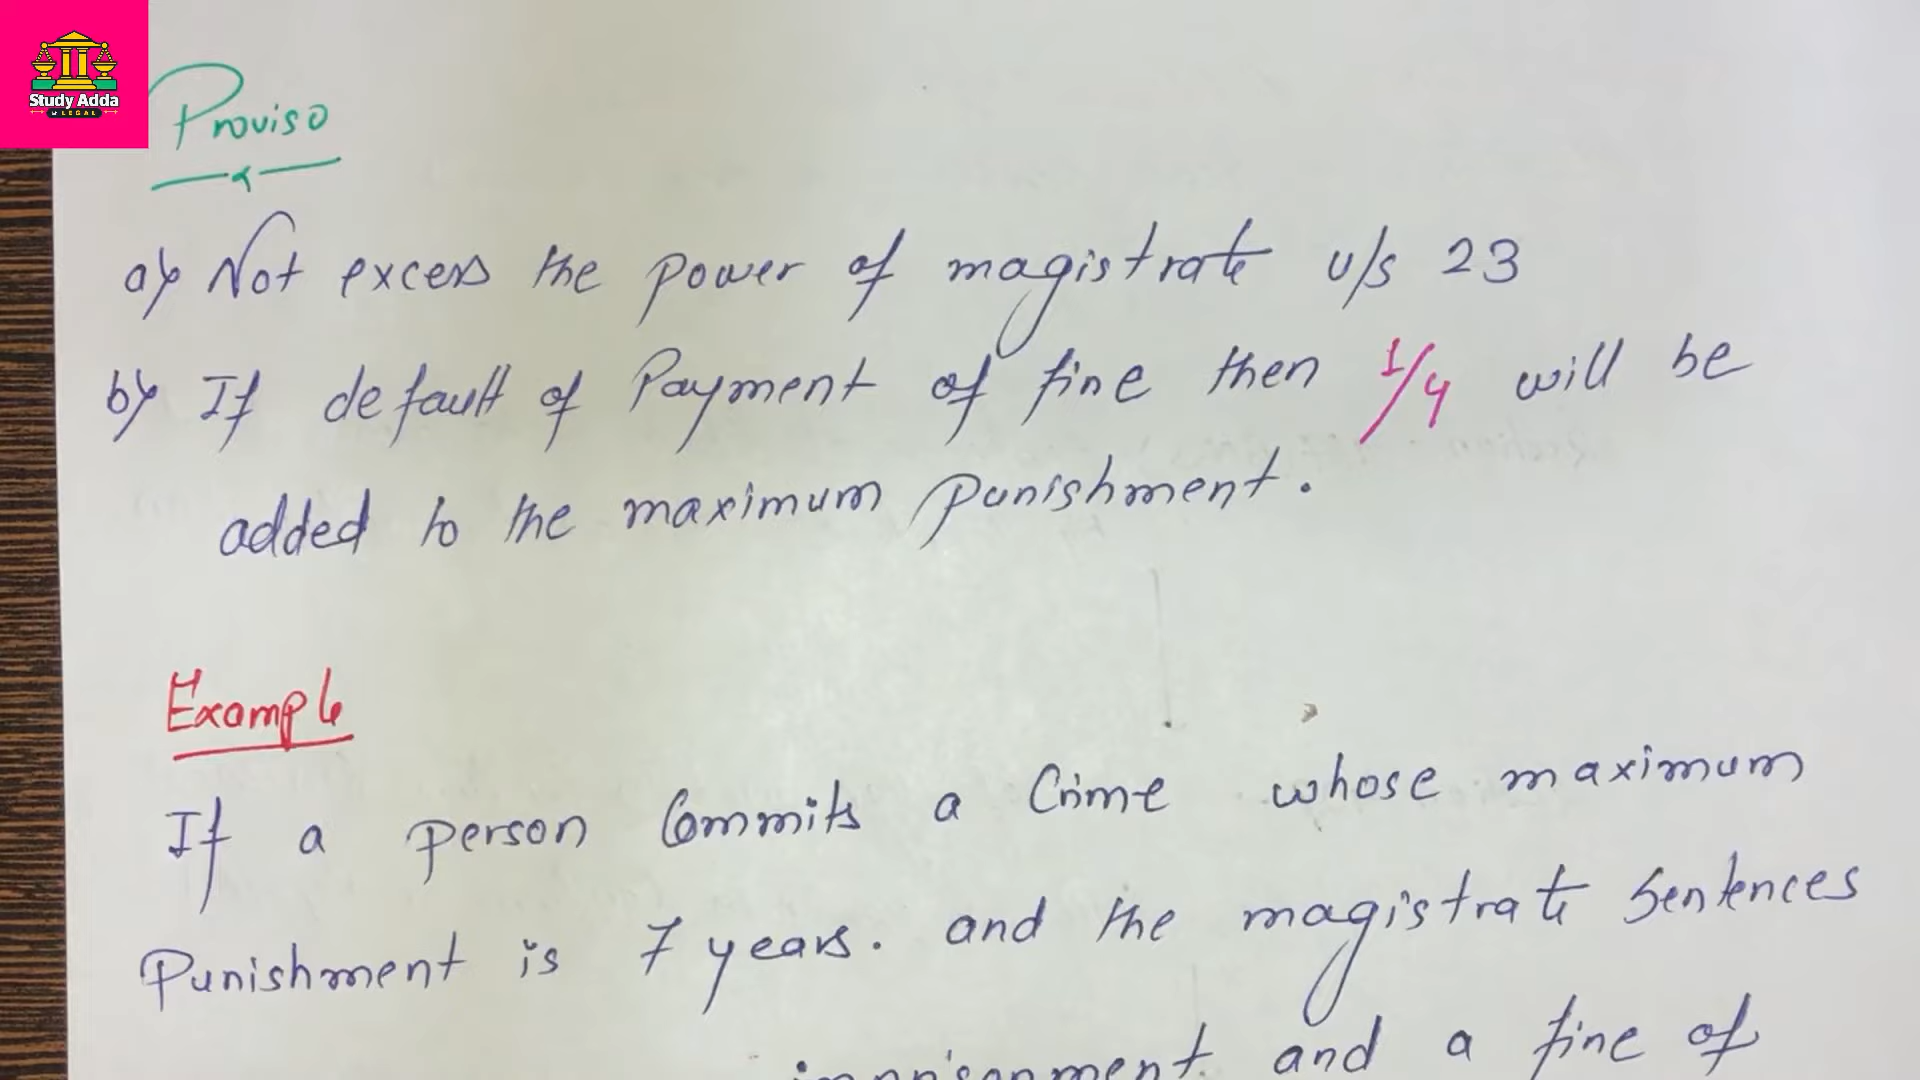 Study Adda
LEGAL
Proviso
a) Not excess the power of magistrate u/s 23
b) If default of Payment of fine then 1/4 will be
added to the maximum punishment.
Example
If a person Commits a Crime whose maximum
Punishment is 7 years. and the magistrate Sentences
imprisonment and a fine of